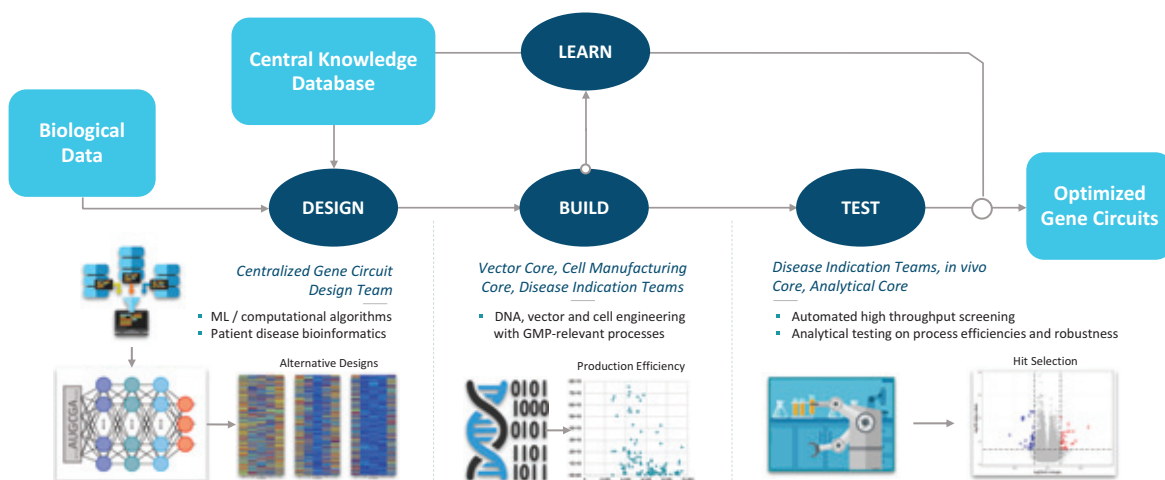 LEARN
Central Knowledge
Database
Biological
Data
DESIGN
BUILD
TEST
Optimized
Gene Circuits
Centralized Gene Circuit
Design Team
▪ ML / computational algorithms
▪ Patient disease bioinformatics
Vector Core, Cell Manufacturing
Core, Disease Indication Teams
▪ DNA, vector and cell engineering
with GMP-relevant processes
Disease Indication Teams, in vivo
Core, Analytical Core
▪ Automated high throughput screening
▪ Analytical testing on process efficiencies and robustness
AUGCGA
Alternative Designs
0101
1000
0101
1101
1011
Production Efficiency
Hit Selection